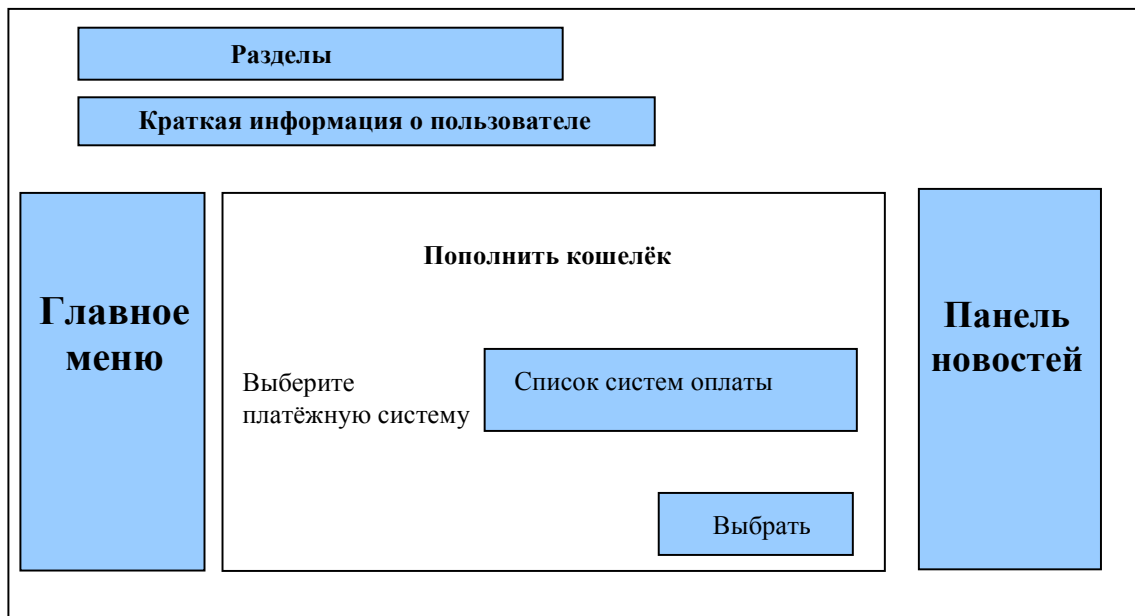 Разделы
Краткая информация о пользователе
Главное
меню
Пополнить кошелёк
Выберите
платёжную систему
Список систем оплаты
Выбрать
Панель
новостей